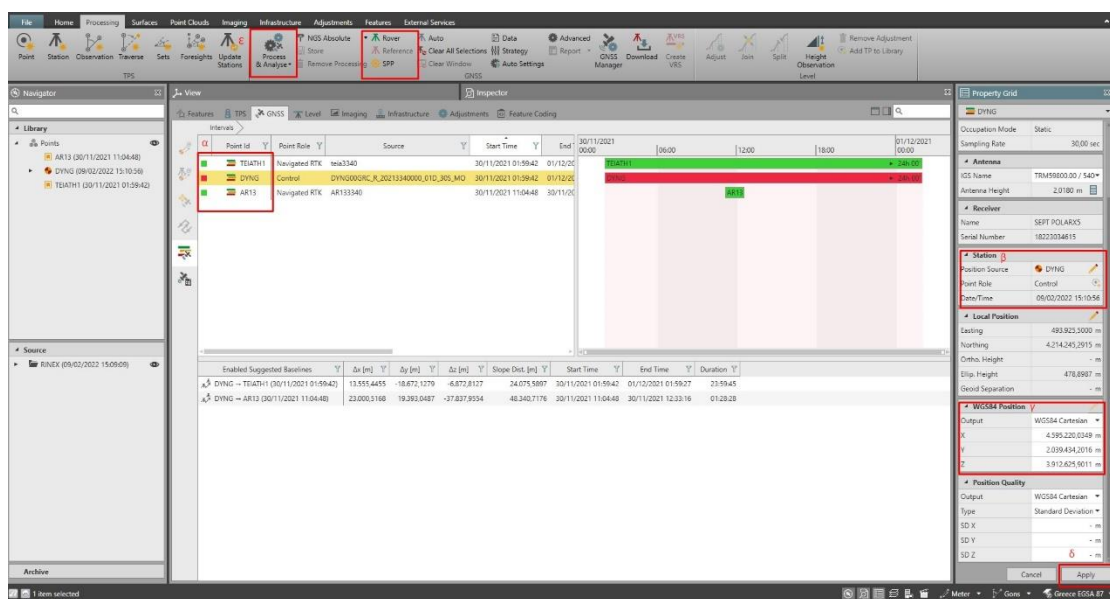 File Home Processing Surfaces Point Clouds Imaging Infrastructure Adjustments Features External Services
Point Station Observation Traverse Sets Foresights Update Stations ε
TPS
Process & Analyse
NGS Absolute
Store
Remove Processing
Rover
Reference
SPP
Auto
Clear All Selections
Clear Window
Data
Strategy
Auto Settings
Advanced
Report
GNSS Manager
Download
Create VRS
GNSS
Adjust Join Split Height Observation
Remove Adjustment
Add TP to Library
Level
Navigator
Library
Points
AR13 (30/11/2021 11:04:48)
DYNG (09/02/2022 15:10:56)
TEIATH1 (30/11/2021 01:59:42)
Source
RINEX (09/02/2022 15:09:09)
Archive
1 item selected
View
Inspector
Features TPS GNSS Level Imaging Infrastructure Adjustments Feature Coding
Intervals
α Point Id Point Role Source Start Time End
TEIATH1 Navigated RTK teia3340 30/11/2021 01:59:42 01/12/20
DYNG Control DYNG00GRC_R_20213340000_01D_30S_MO 30/11/2021 01:59:42 01/12/20
AR13 Navigated RTK AR133340 30/11/2021 11:04:48 30/11/20
30/11/2021 00:00 06:00 12:00 18:00 01/12/2021 00:00
TEIATH1 24h 00'
DYNG 24h 00'
AR13
Enabled Suggested Baselines Δx [m] Δy [m] Δz [m] Slope Dist. [m] Start Time End Time Duration
DYNG → TEIATH1 (30/11/2021 01:59:42) 13.555,4455 -18.672,1279 -6.872,8127 24.075,5897 30/11/2021 01:59:42 01/12/2021 01:59:27 23:59:45
DYNG → AR13 (30/11/2021 11:04:48) 23.000,5168 19.393,0487 -37.837,9554 48.340,7176 30/11/2021 11:04:48 30/11/2021 12:33:16 01:28:28
Property Grid
DYNG
Occupation Mode Static
Sampling Rate 30,00 sec
Antenna
IGS Name TRM59800.00 / 540
Antenna Height 2,0180 m
Receiver
Name SEPT POLARX5
Serial Number 18223034615
Station β
Position Source DYNG
Point Role Control
Date/Time 09/02/2022 15:10:56
Local Position
Easting 493.925,5000 m
Northing 4.214.245,2915 m
Ortho. Height - m
Ellip. Height 478,8987 m
Geoid Separation - m
WGS84 Position γ
Output WGS84 Cartesian
X 4.595.220,0349 m
Y 2.039.434,2016 m
Z 3.912.625,9011 m
Position Quality
Output WGS84 Cartesian
Type Standard Deviation
SD X - m
SD Y - m
SD Z δ - m
Cancel Apply
Meter Gons Greece EGSA 87